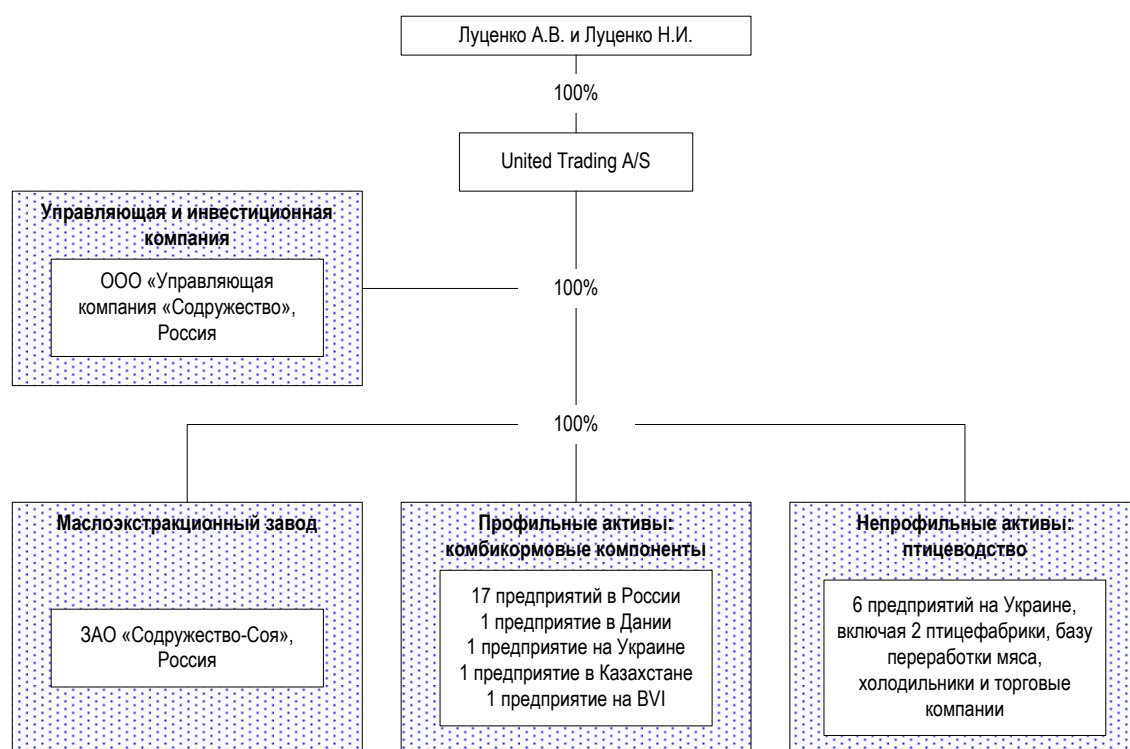 Луценко А.В. и Луценко Н.И.
100%
United Trading A/S
Управляющая и инвестиционная
компания
ООО «Управляющая
компания «Содружество»,
Россия
100%
100%
Маслоэкстракционный завод
ЗАО «Содружество-Соя»,
Россия
Профильные активы:
комбикормовые компоненты
17 предприятий в России
1 предприятие в Дании
1 предприятие на Украине
1 предприятие в Казахстане
1 предприятие на BVI
Непрофильные активы:
птицеводство
6 предприятий на Украине,
включая 2 птицефабрики, базу
переработки мяса,
холодильники и торговые
компании